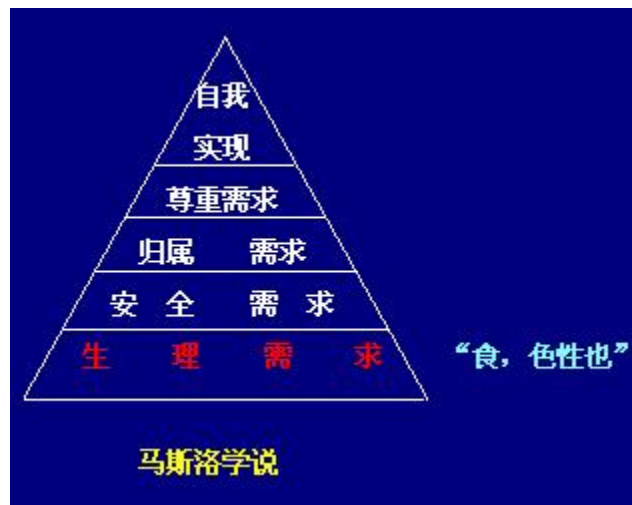 自我
实现
尊重需求
归属 需求
安 全 需 求
生 理 需 求
“食，色性也”
马斯洛学说